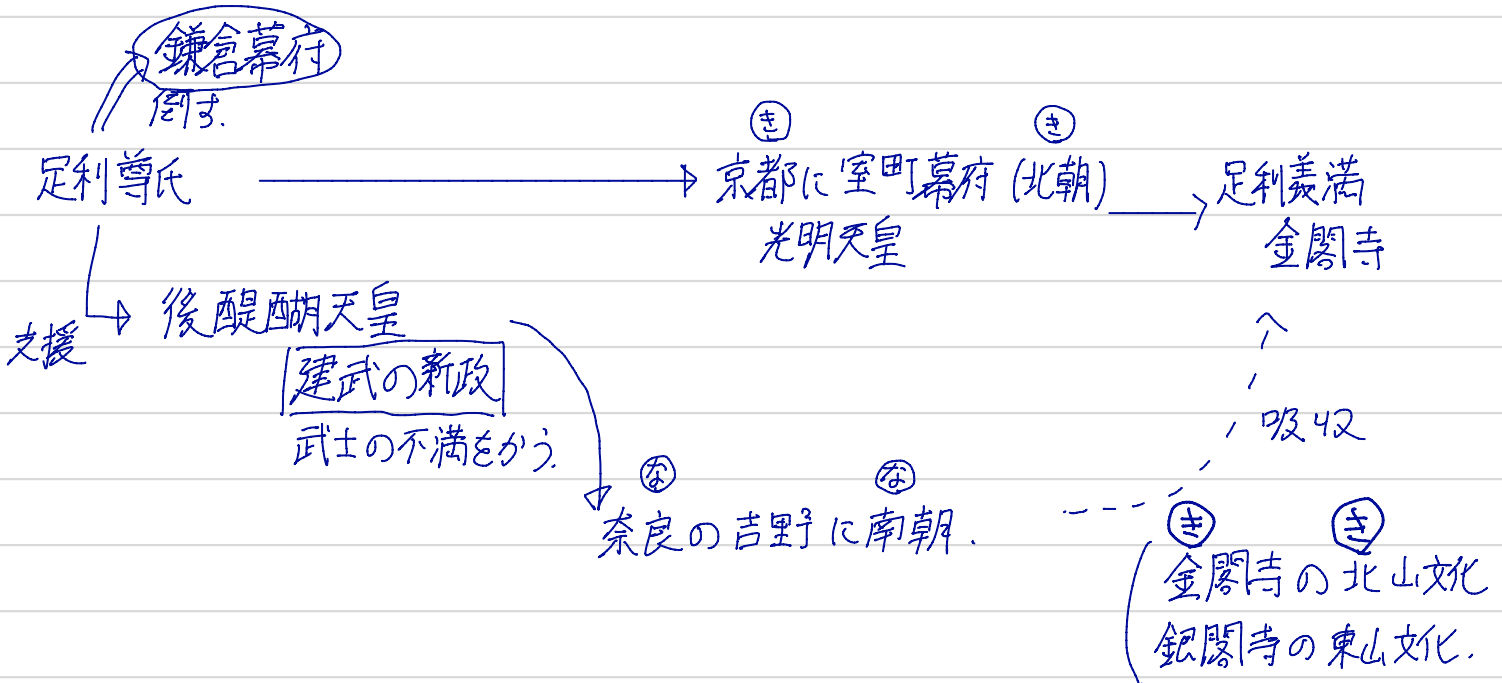 鎌倉幕府
倒す.
き き
足利尊氏 京都に室町幕府(北朝) 足利義満
光明天皇 金閣寺
支援 後醍醐天皇
建武の新政
武士の不満をかう.
吸収
な な
奈良の吉野に南朝.
き き
金閣寺の北山文化
銀閣寺の東山文化.